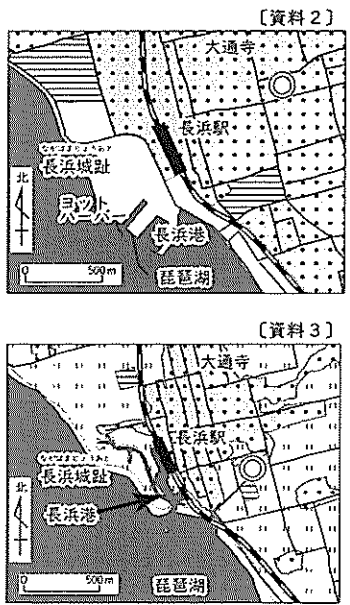 〔資料2〕
大通寺
長浜駅
ながはまじょうあと
長浜城趾
ヨット
ハーバー
長浜港
北
0 500m
琵琶湖
〔資料3〕
大通寺
長浜駅
ながはまじょうあと
長浜城趾
長浜港
北
0 500m
琵琶湖